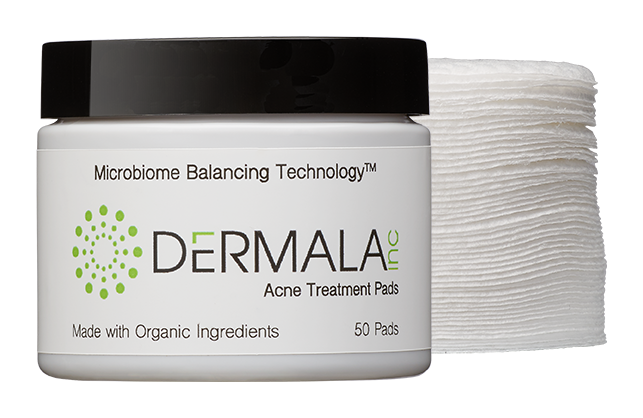 Microbiome Balancing Technology™
DERMALA inc
Acne Treatment Pads
Made with Organic Ingredients 50 Pads